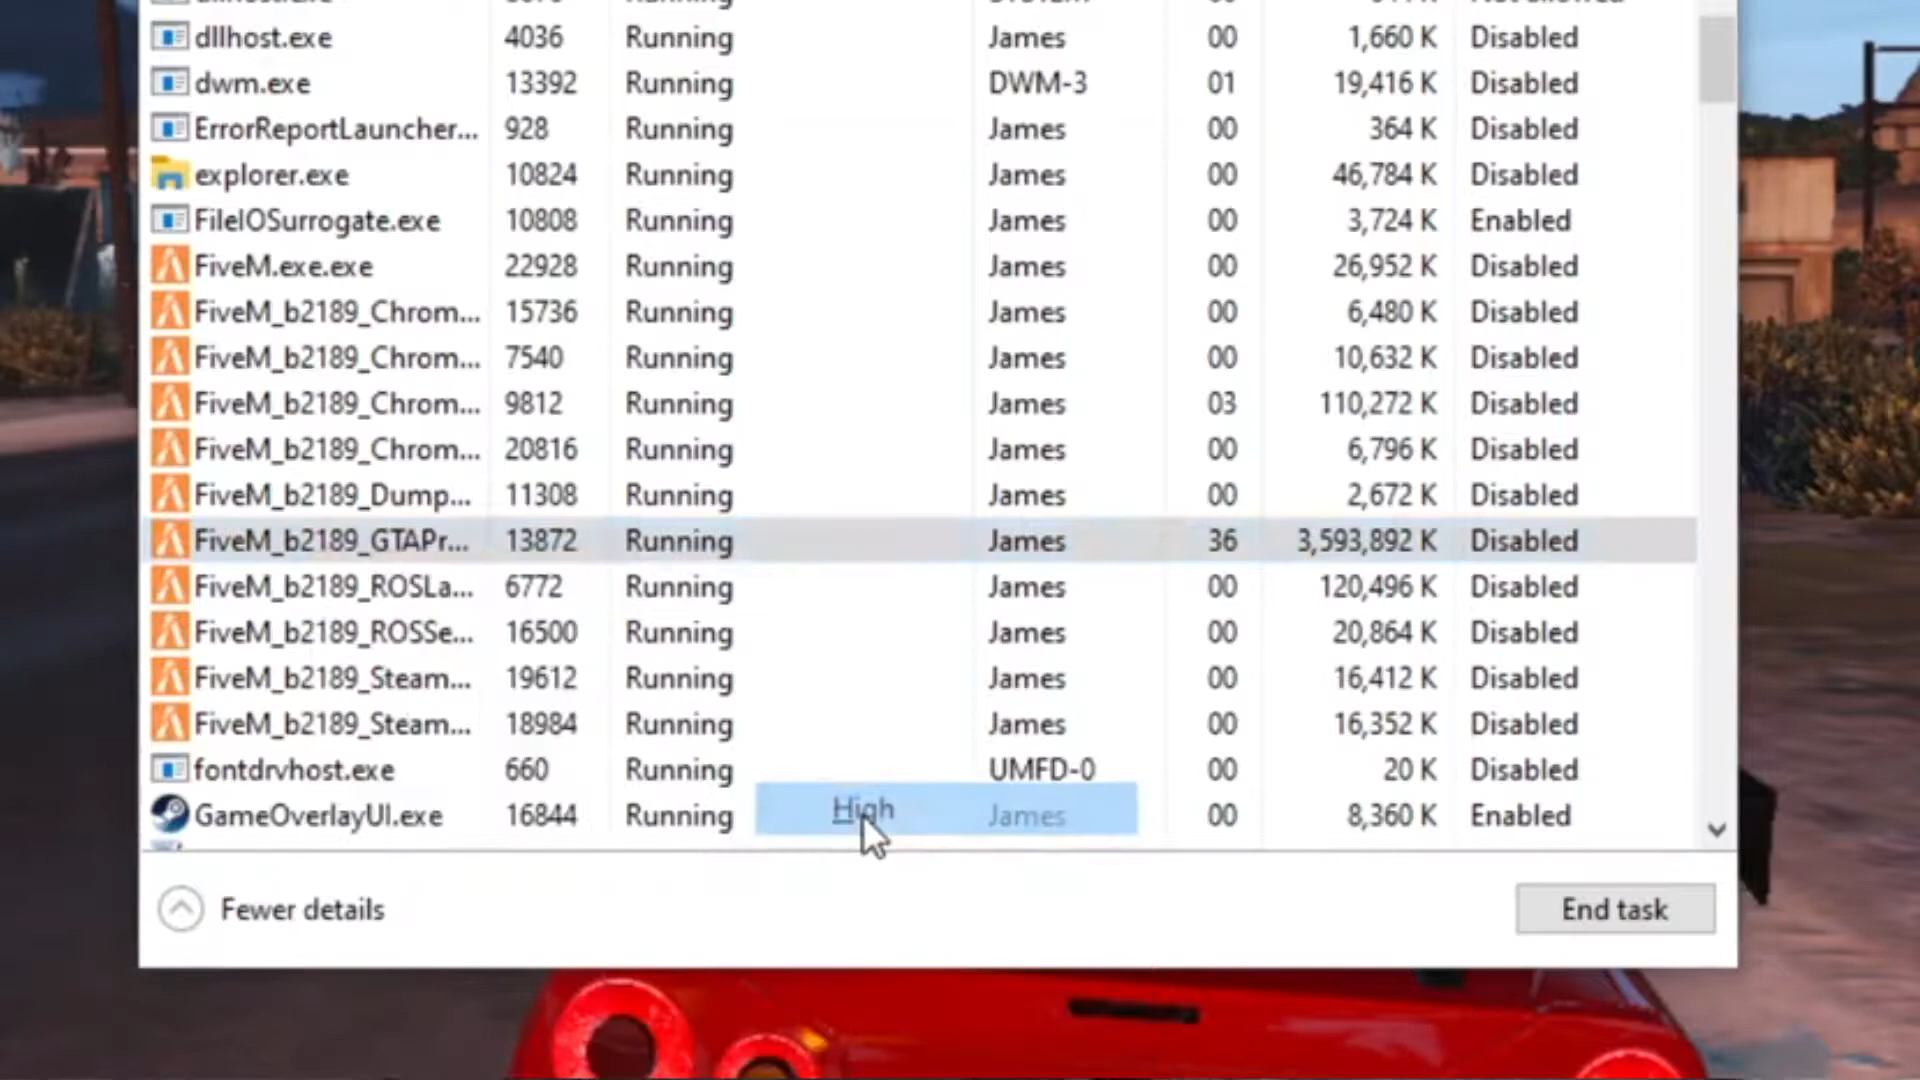 dllhost.exe 4036 Running James 00 1,660 K Disabled
dwm.exe 13392 Running DWM-3 01 19,416 K Disabled
ErrorReportLauncher... 928 Running James 00 364 K Disabled
explorer.exe 10824 Running James 00 46,784 K Disabled
FileIOSurrogate.exe 10808 Running James 00 3,724 K Enabled
FiveM.exe.exe 22928 Running James 00 26,952 K Disabled
FiveM_b2189_Chrom... 15736 Running James 00 6,480 K Disabled
FiveM_b2189_Chrom... 7540 Running James 00 10,632 K Disabled
FiveM_b2189_Chrom... 9812 Running James 03 110,272 K Disabled
FiveM_b2189_Chrom... 20816 Running James 00 6,796 K Disabled
FiveM_b2189_Dump... 11308 Running James 00 2,672 K Disabled
FiveM_b2189_GTAPr... 13872 Running James 36 3,593,892 K Disabled
FiveM_b2189_ROSLa... 6772 Running James 00 120,496 K Disabled
FiveM_b2189_ROSSe... 16500 Running James 00 20,864 K Disabled
FiveM_b2189_Steam... 19612 Running James 00 16,412 K Disabled
FiveM_b2189_Steam... 18984 Running James 00 16,352 K Disabled
fontdrvhost.exe 660 Running UMFD-0 00 20 K Disabled
GameOverlayUI.exe 16844 Running High James 00 8,360 K Enabled
Fewer details End task